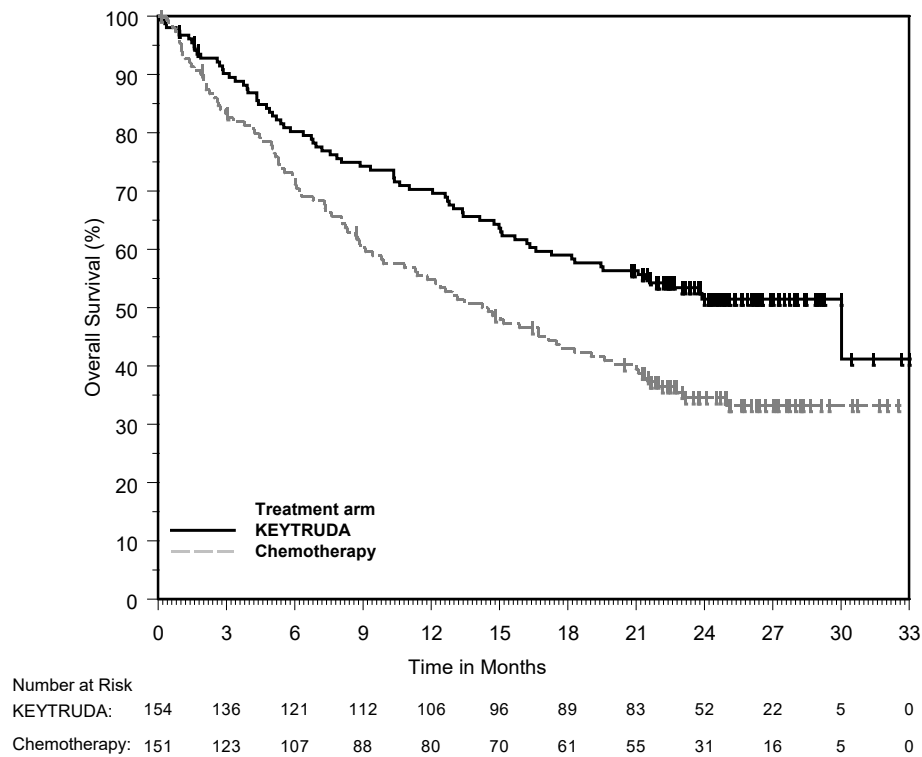 100
90
80
70
60
50
40
30
20
10
0
Overall Survival (%)
Treatment arm
KEYTRUDA
Chemotherapy
0 3 6 9 12 15 18 21 24 27 30 33
Time in Months
Number at Risk
KEYTRUDA: 154 136 121 112 106 96 89 83 52 22 5 0
Chemotherapy: 151 123 107 88 80 70 61 55 31 16 5 0